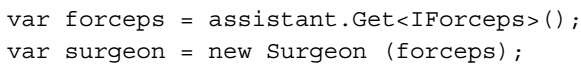 var forceps = assistant.Get<IForceps>();
var surgeon = new Surgeon (forceps);